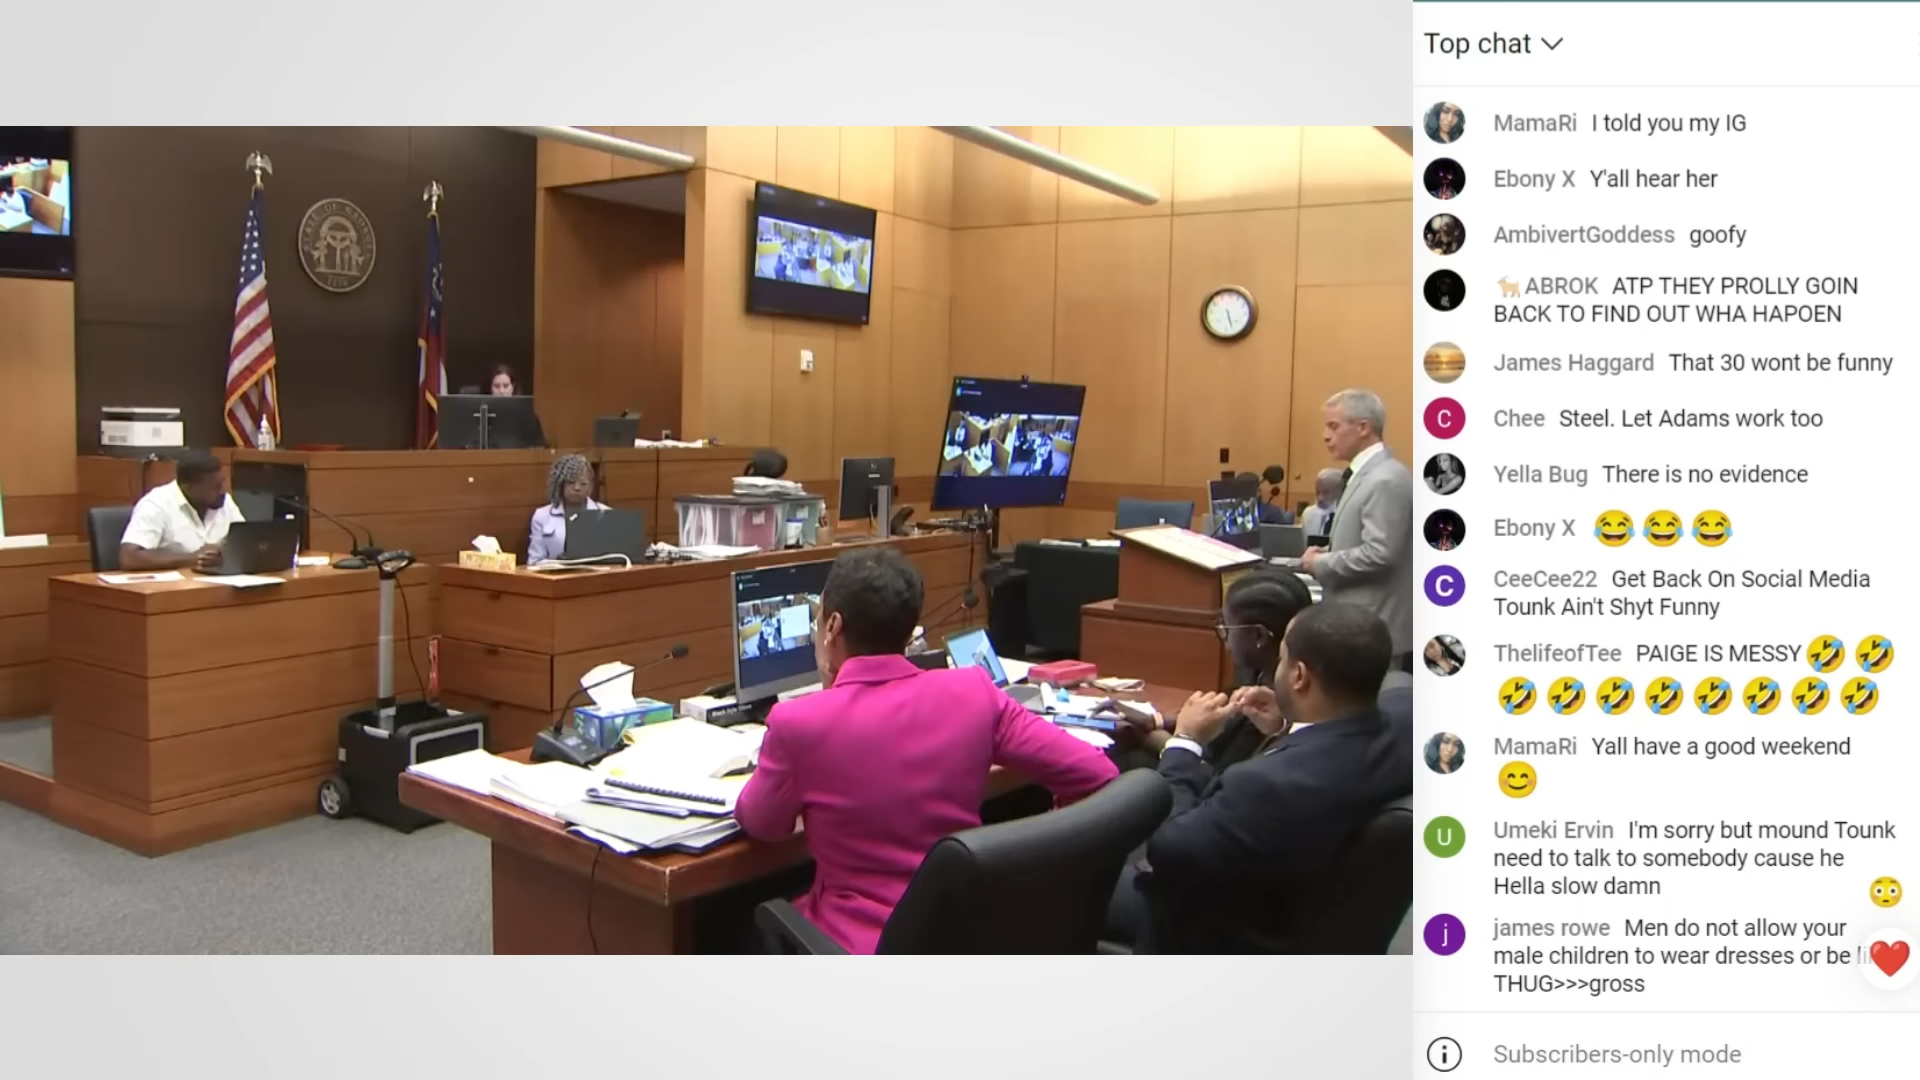 Top chat
STATE OF GEORGIA
1776
MamaRi I told you my IG
Ebony X Y'all hear her
AmbivertGoddess goofy
🐐ABROK ATP THEY PROLLY GOIN
BACK TO FIND OUT WHA HAPOEN
James Haggard That 30 wont be funny
C
Chee Steel. Let Adams work too
Yella Bug There is no evidence
Ebony X 😂😂😂
C
CeeCee22 Get Back On Social Media
Tounk Ain't Shyt Funny
ThelifeofTee PAIGE IS MESSY🤣🤣
🤣🤣🤣🤣🤣🤣🤣🤣
MamaRi Yall have a good weekend
😊
U
Umeki Ervin I'm sorry but mound Tounk
need to talk to somebody cause he
Hella slow damn
j
james rowe Men do not allow your
male children to wear dresses or be
THUG>>>gross
Subscribers-only mode